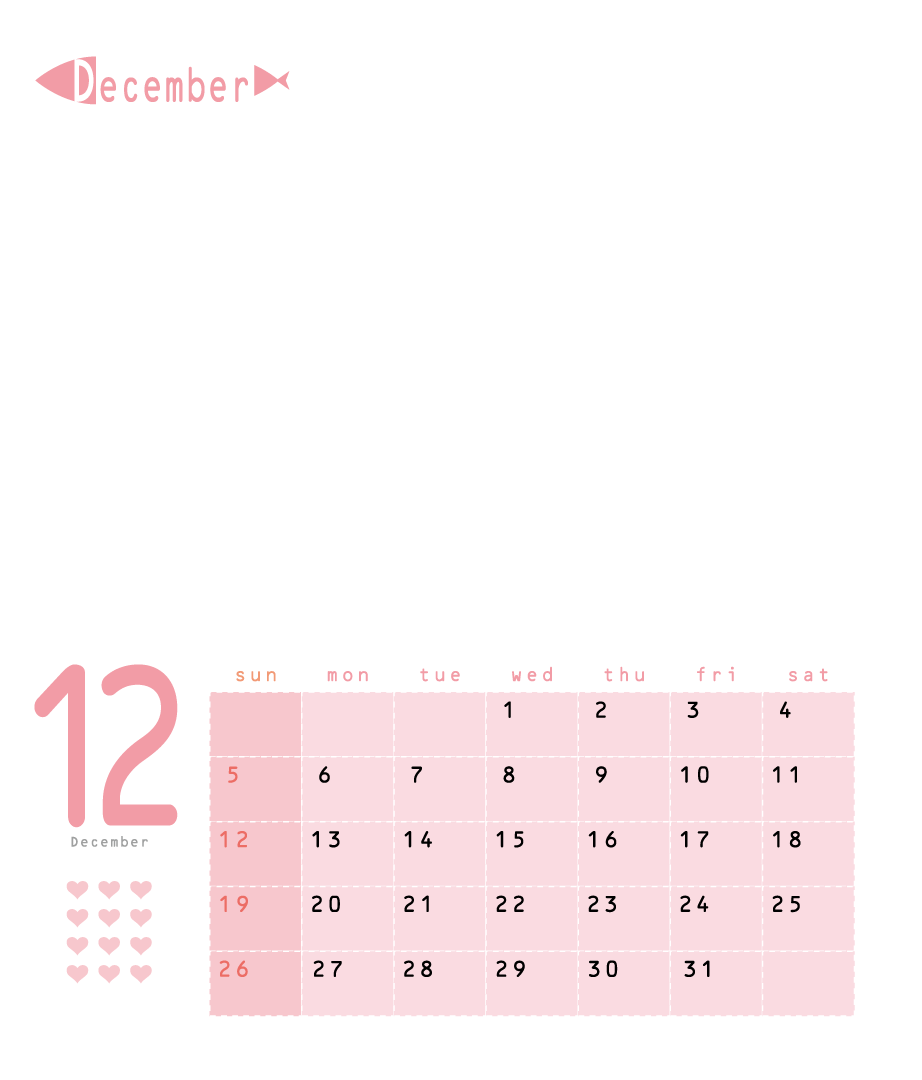 December
12
December
sun mon tue wed thu fri sat
1 2 3 4
5 6 7 8 9 10 11
12 13 14 15 16 17 18
19 20 21 22 23 24 25
26 27 28 29 30 31